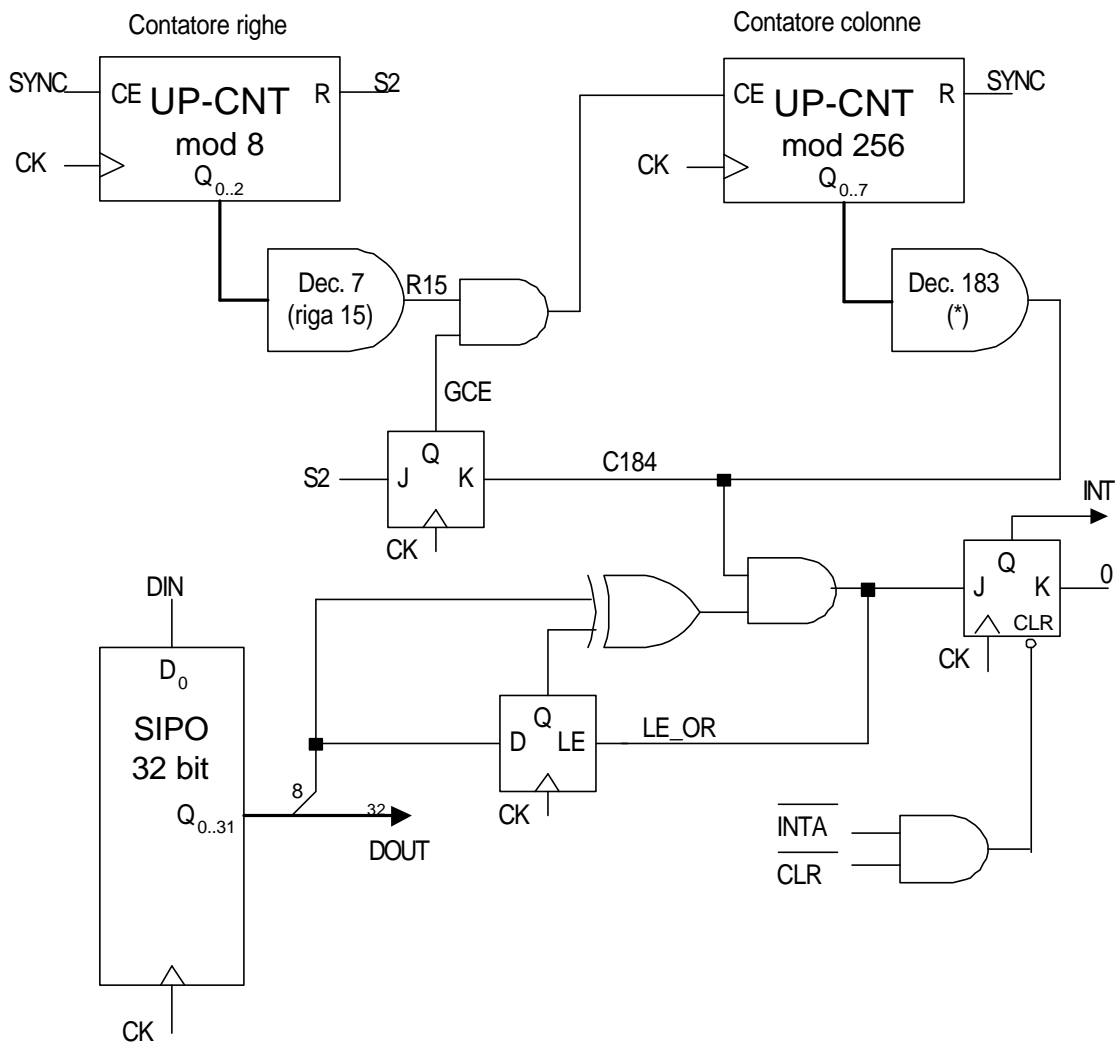 Contatore righe
Contatore colonne
SYNC
CE
UP-CNT
R
S2
mod 8
CK
Q0..2
CE
UP-CNT
R
SYNC
mod 256
CK
Q0..7
Dec. 7
(riga 15)
R15
Dec. 183
(*)
GCE
S2
J
Q
K
C184
CK
INT
DIN
J
Q
K
0
CLR
CK
D0
SIPO
32 bit
Q
D
LE
LE_OR
8
Q0..31
32
DOUT
CK
INTA
CLR
CK